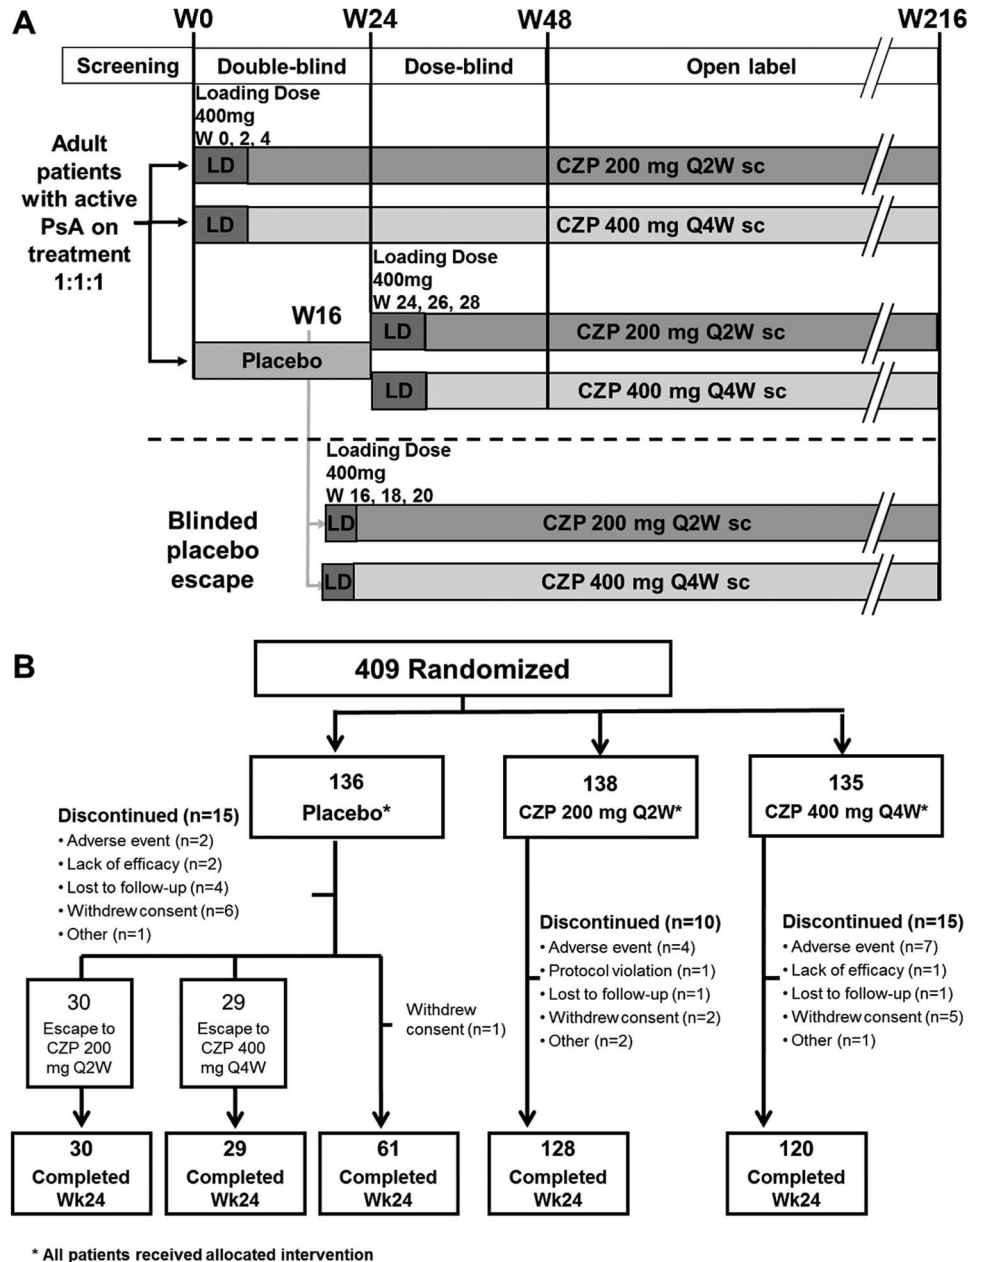 A
W0 W24 W48 W216
Screening Double-blind Dose-blind Open label
Loading Dose
400mg
W 0, 2, 4
Adult
patients
with active
PsA on
treatment
1:1:1
LD CZP 200 mg Q2W sc
LD CZP 400 mg Q4W sc
Loading Dose
400mg
W 24, 26, 28
W16
LD CZP 200 mg Q2W sc
Placebo
LD CZP 400 mg Q4W sc
Loading Dose
400mg
W 16, 18, 20
Blinded
placebo
escape
LD CZP 200 mg Q2W sc
LD CZP 400 mg Q4W sc
B
409 Randomized
136
Placebo*
138
CZP 200 mg Q2W*
135
CZP 400 mg Q4W*
Discontinued (n=15)
• Adverse event (n=2)
• Lack of efficacy (n=2)
• Lost to follow-up (n=4)
• Withdrew consent (n=6)
• Other (n=1)
Discontinued (n=10)
• Adverse event (n=4)
• Protocol violation (n=1)
• Lost to follow-up (n=1)
• Withdrew consent (n=2)
• Other (n=2)
Discontinued (n=15)
• Adverse event (n=7)
• Lack of efficacy (n=1)
• Lost to follow-up (n=1)
• Withdrew consent (n=5)
• Other (n=1)
30
Escape to
CZP 200
mg Q2W
29
Escape to
CZP 400
mg Q4W
Withdrew
consent (n=1)
30
Completed
Wk24
29
Completed
Wk24
61
Completed
Wk24
128
Completed
Wk24
120
Completed
Wk24
* All patients received allocated intervention